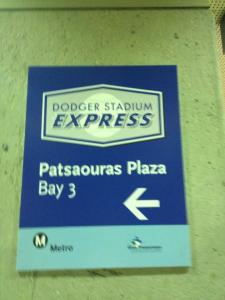 DODGER STADIUM
EXPRESS
Patsaouras Plaza
Bay 3
M Metro